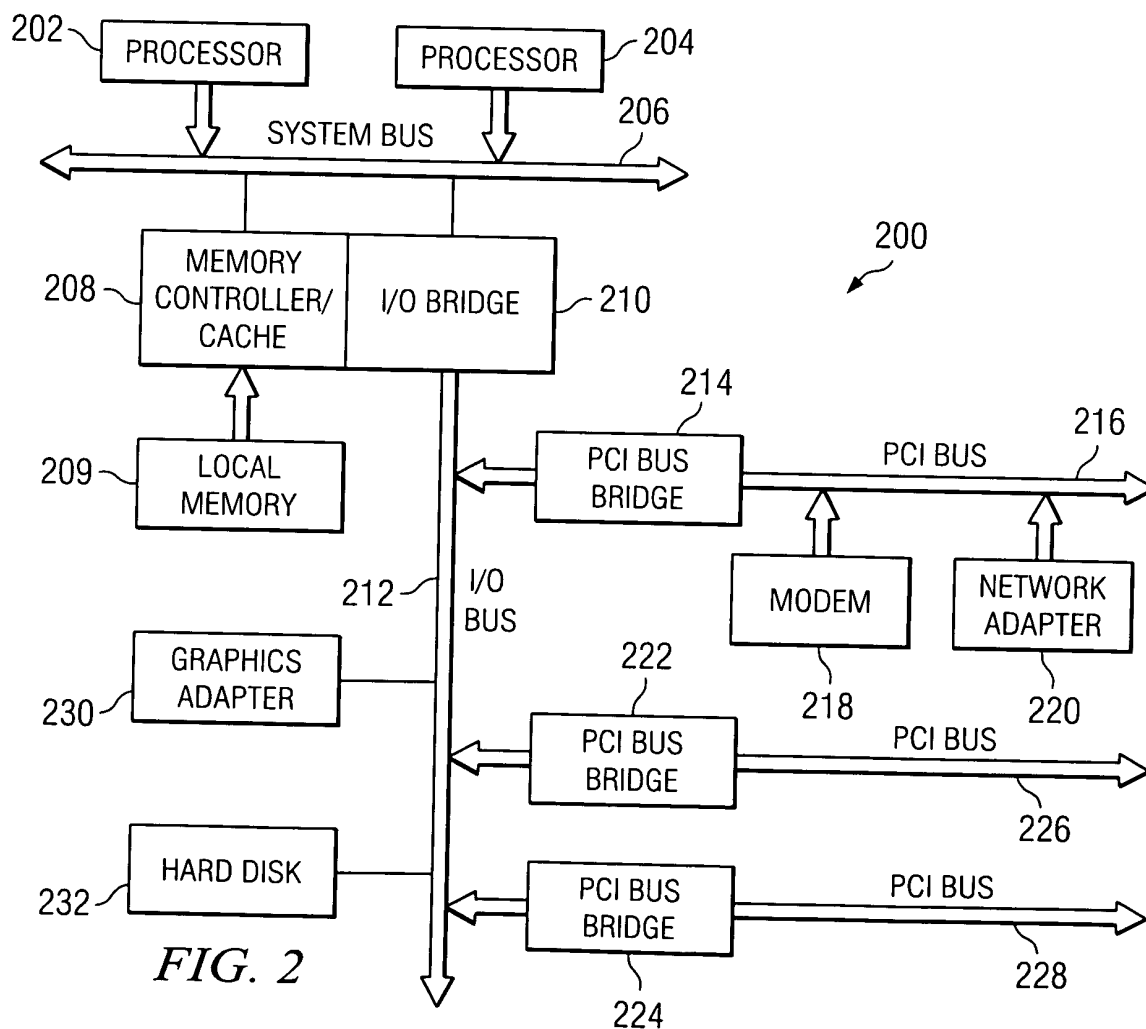 202
PROCESSOR
PROCESSOR
204
SYSTEM BUS
206
200
208
MEMORY
CONTROLLER/
CACHE
I/O BRIDGE
210
214
216
209
LOCAL
MEMORY
PCI BUS
BRIDGE
PCI BUS
212
I/O
BUS
MODEM
NETWORK
ADAPTER
218
220
230
GRAPHICS
ADAPTER
222
PCI BUS
BRIDGE
PCI BUS
226
232
HARD DISK
PCI BUS
BRIDGE
PCI BUS
228
224
FIG. 2